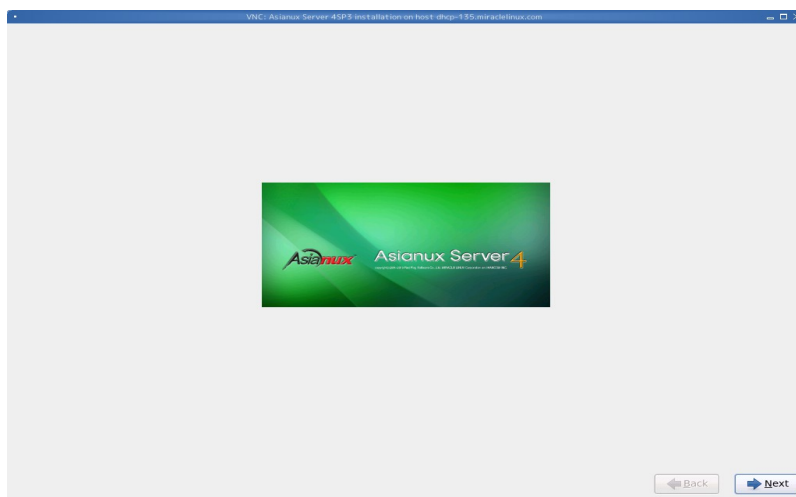 VNC: Asianux Server 4SP3 installation on host dhcp-135.miraclelinux.com
Asianux
Asianux Server 4
Back
Next